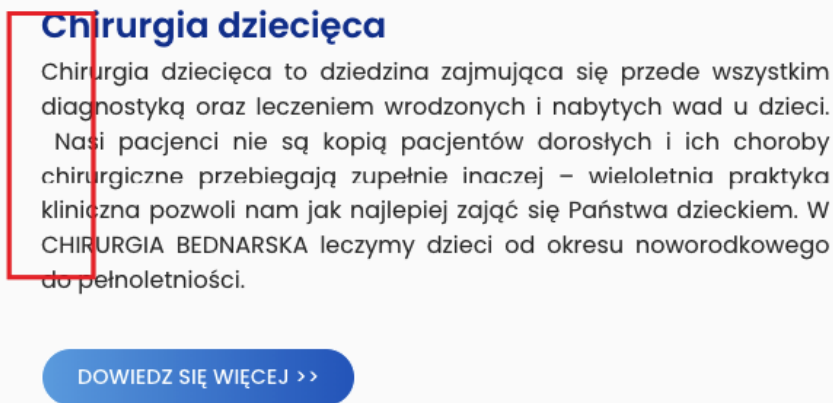 Chirurgia dziecięca
Chirurgia dziecięca to dziedzina zajmująca się przede wszystkim
diagnostyką oraz leczeniem wrodzonych i nabytych wad u dzieci.
Nasi pacjenci nie są kopią pacjentów dorosłych i ich choroby
chirurgiczne przebiegają zupełnie inaczej – wieloletnia praktyka
kliniczna pozwoli nam jak najlepiej zająć się Państwa dzieckiem. W
CHIRURGIA BEDNARSKA leczymy dzieci od okresu noworodkowego
do pełnoletniości.
DOWIEDZ SIĘ WIĘCEJ >>